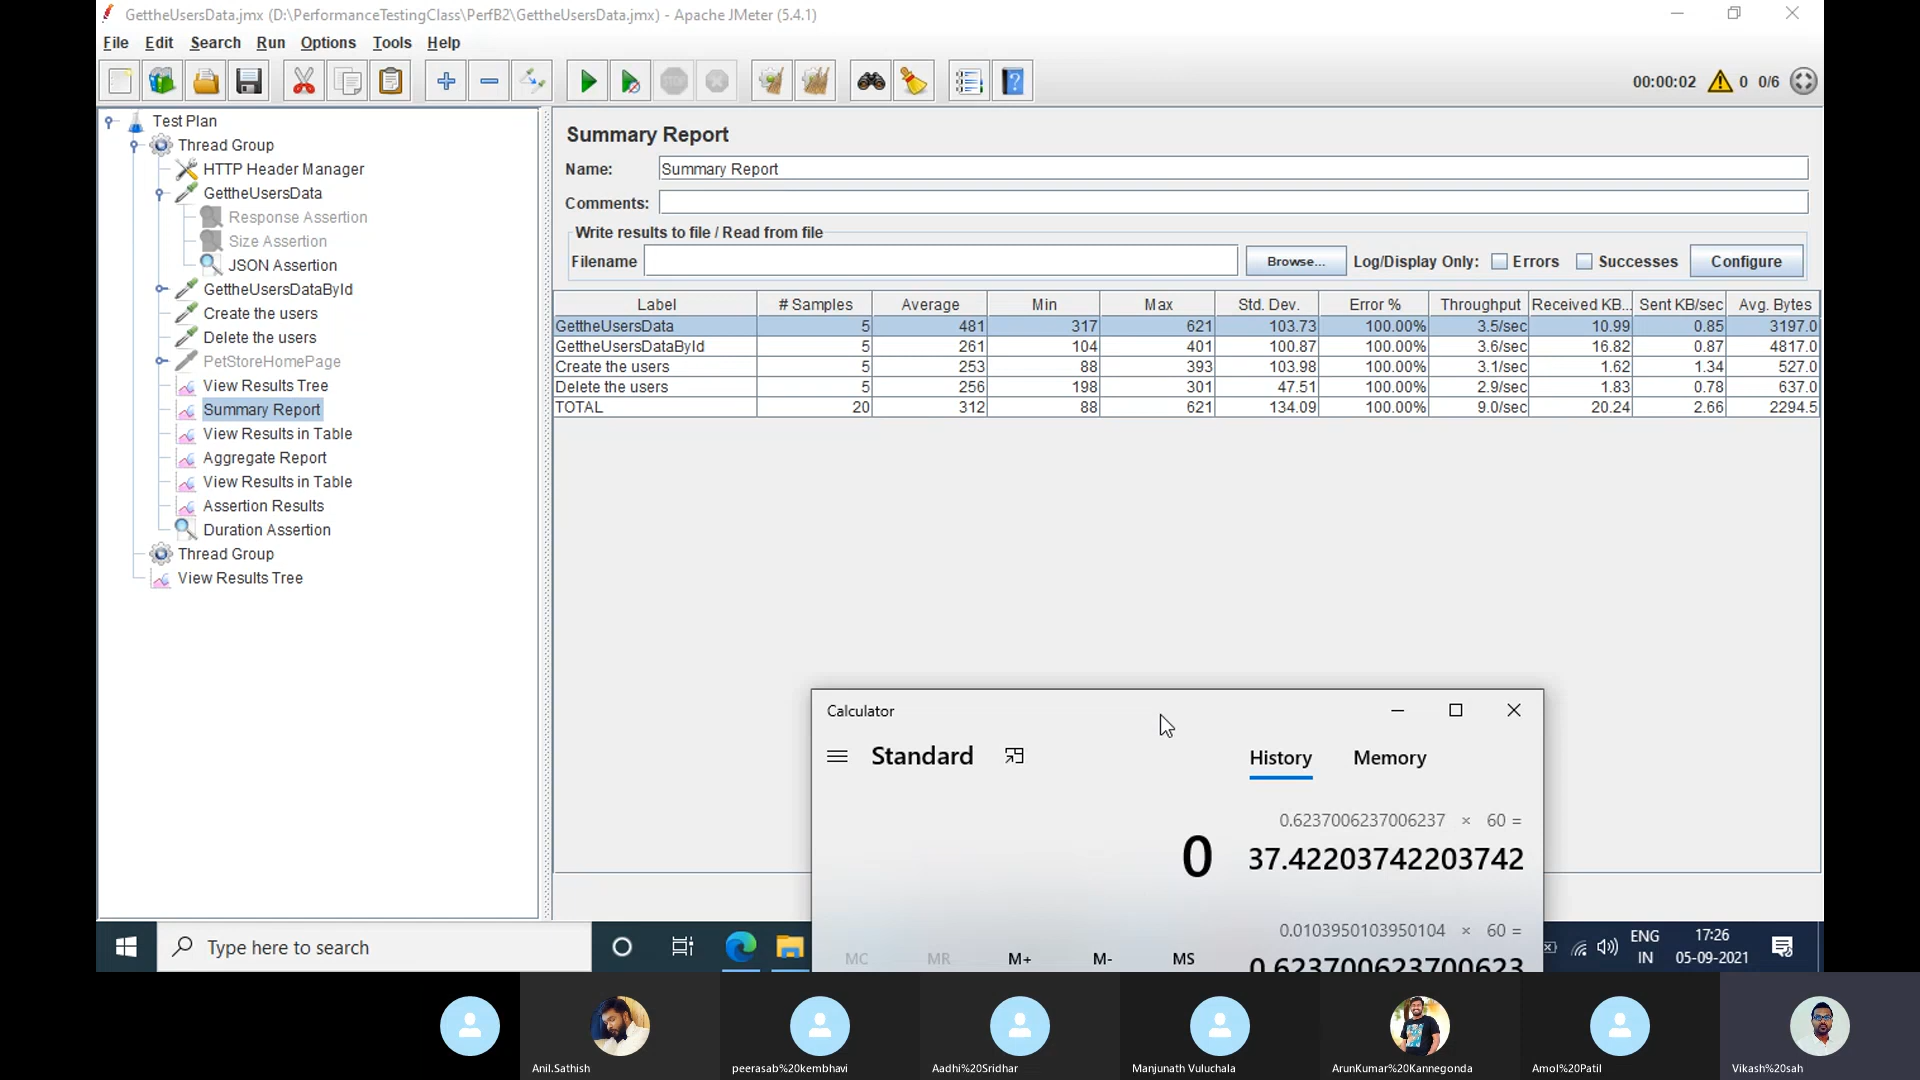 GettheUsersData.jmx (D:\PerformanceTestingClass\PerfB2\GettheUsersData.jmx) - Apache JMeter (5.4.1)
File Edit Search Run Options Tools Help
STOP
00:00:02 0 0/6
Test Plan
Thread Group
HTTP Header Manager
GettheUsersData
Response Assertion
Size Assertion
JSON Assertion
GettheUsersDataById
Create the users
Delete the users
PetStoreHomePage
View Results Tree
Summary Report
View Results in Table
Aggregate Report
View Results in Table
Assertion Results
Duration Assertion
Thread Group
View Results Tree
Summary Report
Name: Summary Report
Comments:
Write results to file / Read from file
Filename Browse... Log/Display Only: Errors Successes Configure
Label # Samples Average Min Max Std. Dev. Error % Throughput Received KB... Sent KB/sec Avg. Bytes
GettheUsersData 5 481 317 621 103.73 100.00% 3.5/sec 10.99 0.85 3197.0
GettheUsersDataById 5 261 104 401 100.87 100.00% 3.6/sec 16.82 0.87 4817.0
Create the users 5 253 88 393 103.98 100.00% 3.1/sec 1.62 1.34 527.0
Delete the users 5 256 198 301 47.51 100.00% 2.9/sec 1.83 0.78 637.0
TOTAL 20 312 88 621 134.09 100.00% 9.0/sec 20.24 2.66 2294.5
Calculator
Standard History Memory
0.6237006237006237 × 60 =
0 37.42203742203742
0.0103950103950104 × 60 =
MC MR M+ M- MS 0.623700623700623
Type here to search
ENG
IN
17:26
05-09-2021
Anil.Sathish
peerasab%20kembhavi
Aadhi%20Sridhar
Manjunath Vuluchala
ArunKumar%20Kannegonda
Amol%20Patil
Vikash%20sah